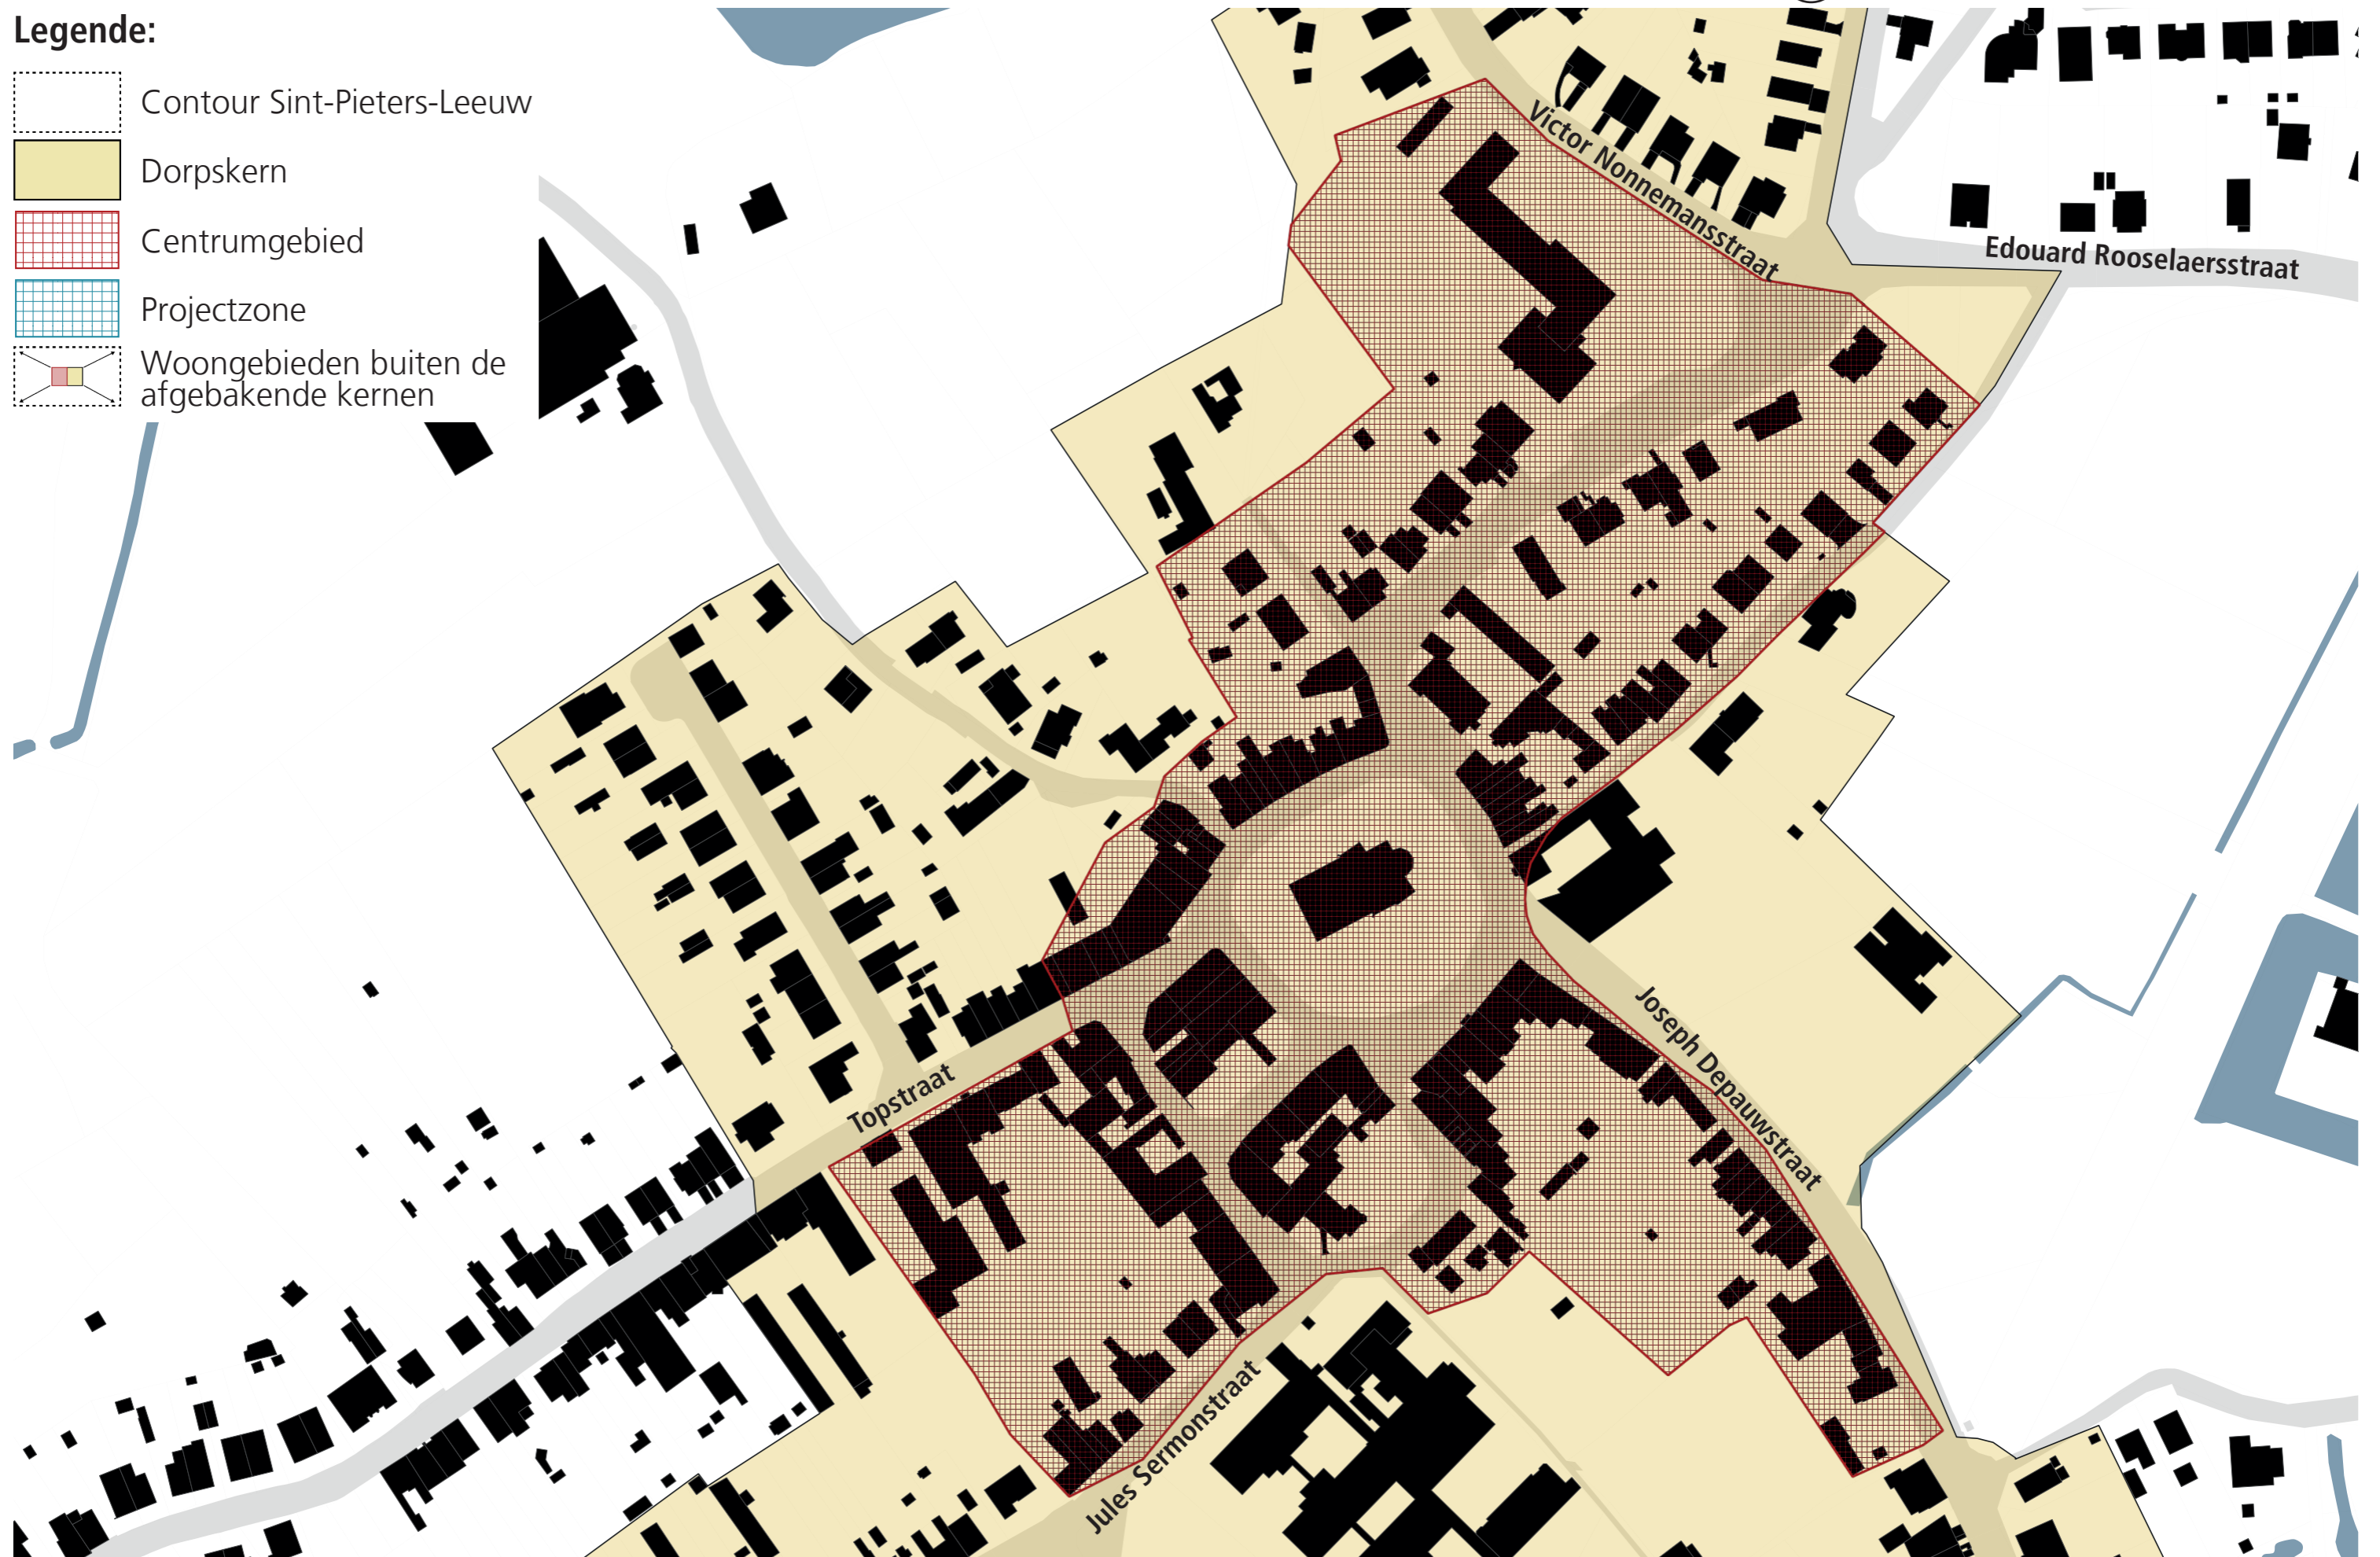 Legende:
Contour Sint-Pieters-Leeuw
Dorpskern
Centrumgebied
Projectzone
Woongebieden buiten de
afgebakende kernen
Victor Nonnemansstraat
Edouard Rooselaersstraat
Joseph Depauwstraat
Topstraat
Jules Sermonstraat